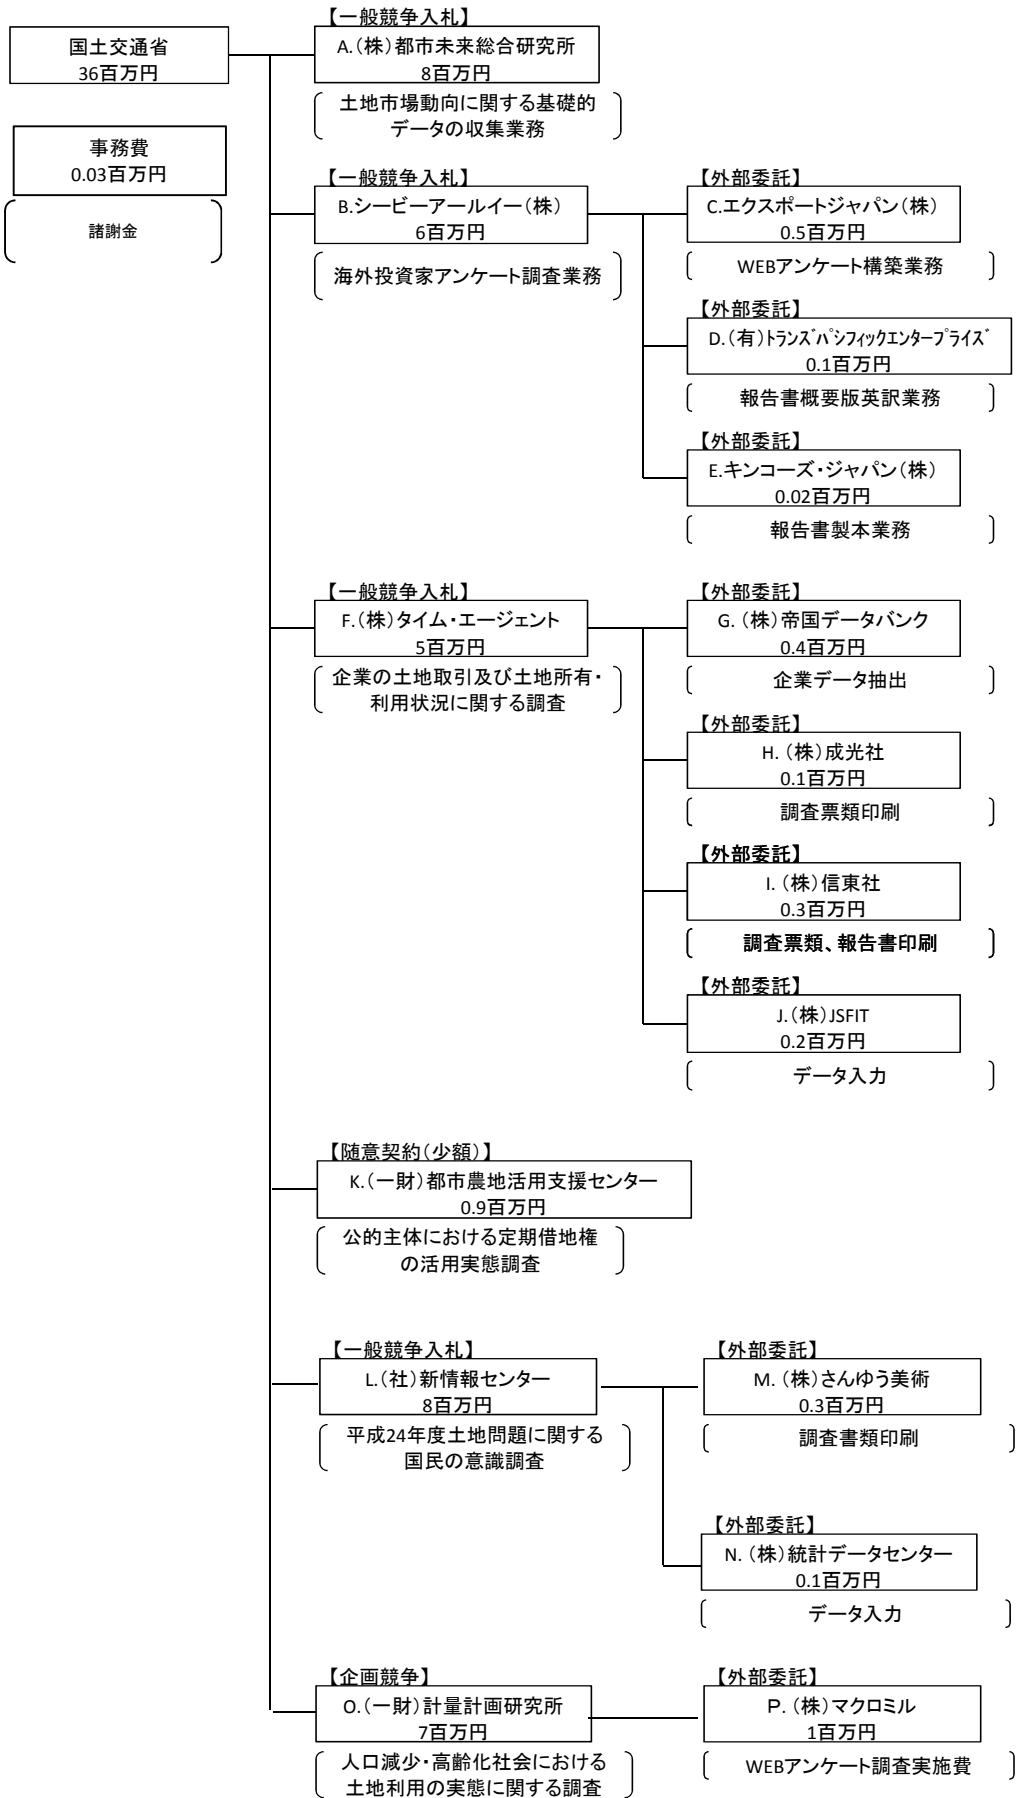 国土交通省
36百万円
事務費
0.03百万円
諸謝金
【一般競争入札】
A.(株)都市未来総合研究所
8百万円
土地市場動向に関する基礎的
データの収集業務
【一般競争入札】
B.シービーアールイー(株)
6百万円
海外投資家アンケート調査業務
【外部委託】
C.エクスポートジャパン(株)
0.5百万円
WEBアンケート構築業務
【外部委託】
D.(有)トランズパシフィックエンタープライズ
0.1百万円
報告書概要版英訳業務
【外部委託】
E.キンコーズ・ジャパン(株)
0.02百万円
報告書製本業務
【一般競争入札】
F.(株)タイム・エージェント
5百万円
企業の土地取引及び土地所有・
利用状況に関する調査
【外部委託】
G. (株)帝国データバンク
0.4百万円
企業データ抽出
【外部委託】
H. (株)成光社
0.1百万円
調査票類印刷
【外部委託】
I. (株)信東社
0.3百万円
調査票類、報告書印刷
【外部委託】
J.(株)JSFIT
0.2百万円
データ入力
【随意契約(少額)】
K.(一財)都市農地活用支援センター
0.9百万円
公的主体における定期借地権
の活用実態調査
【一般競争入札】
L.(社)新情報センター
8百万円
平成24年度土地問題に関する
国民の意識調査
【外部委託】
M. (株)さんゆう美術
0.3百万円
調査書類印刷
【外部委託】
N. (株)統計データセンター
0.1百万円
データ入力
【企画競争】
O.(一財)計量計画研究所
7百万円
人口減少・高齢化社会における
土地利用の実態に関する調査
【外部委託】
P. (株)マクロミル
1百万円
WEBアンケート調査実施費